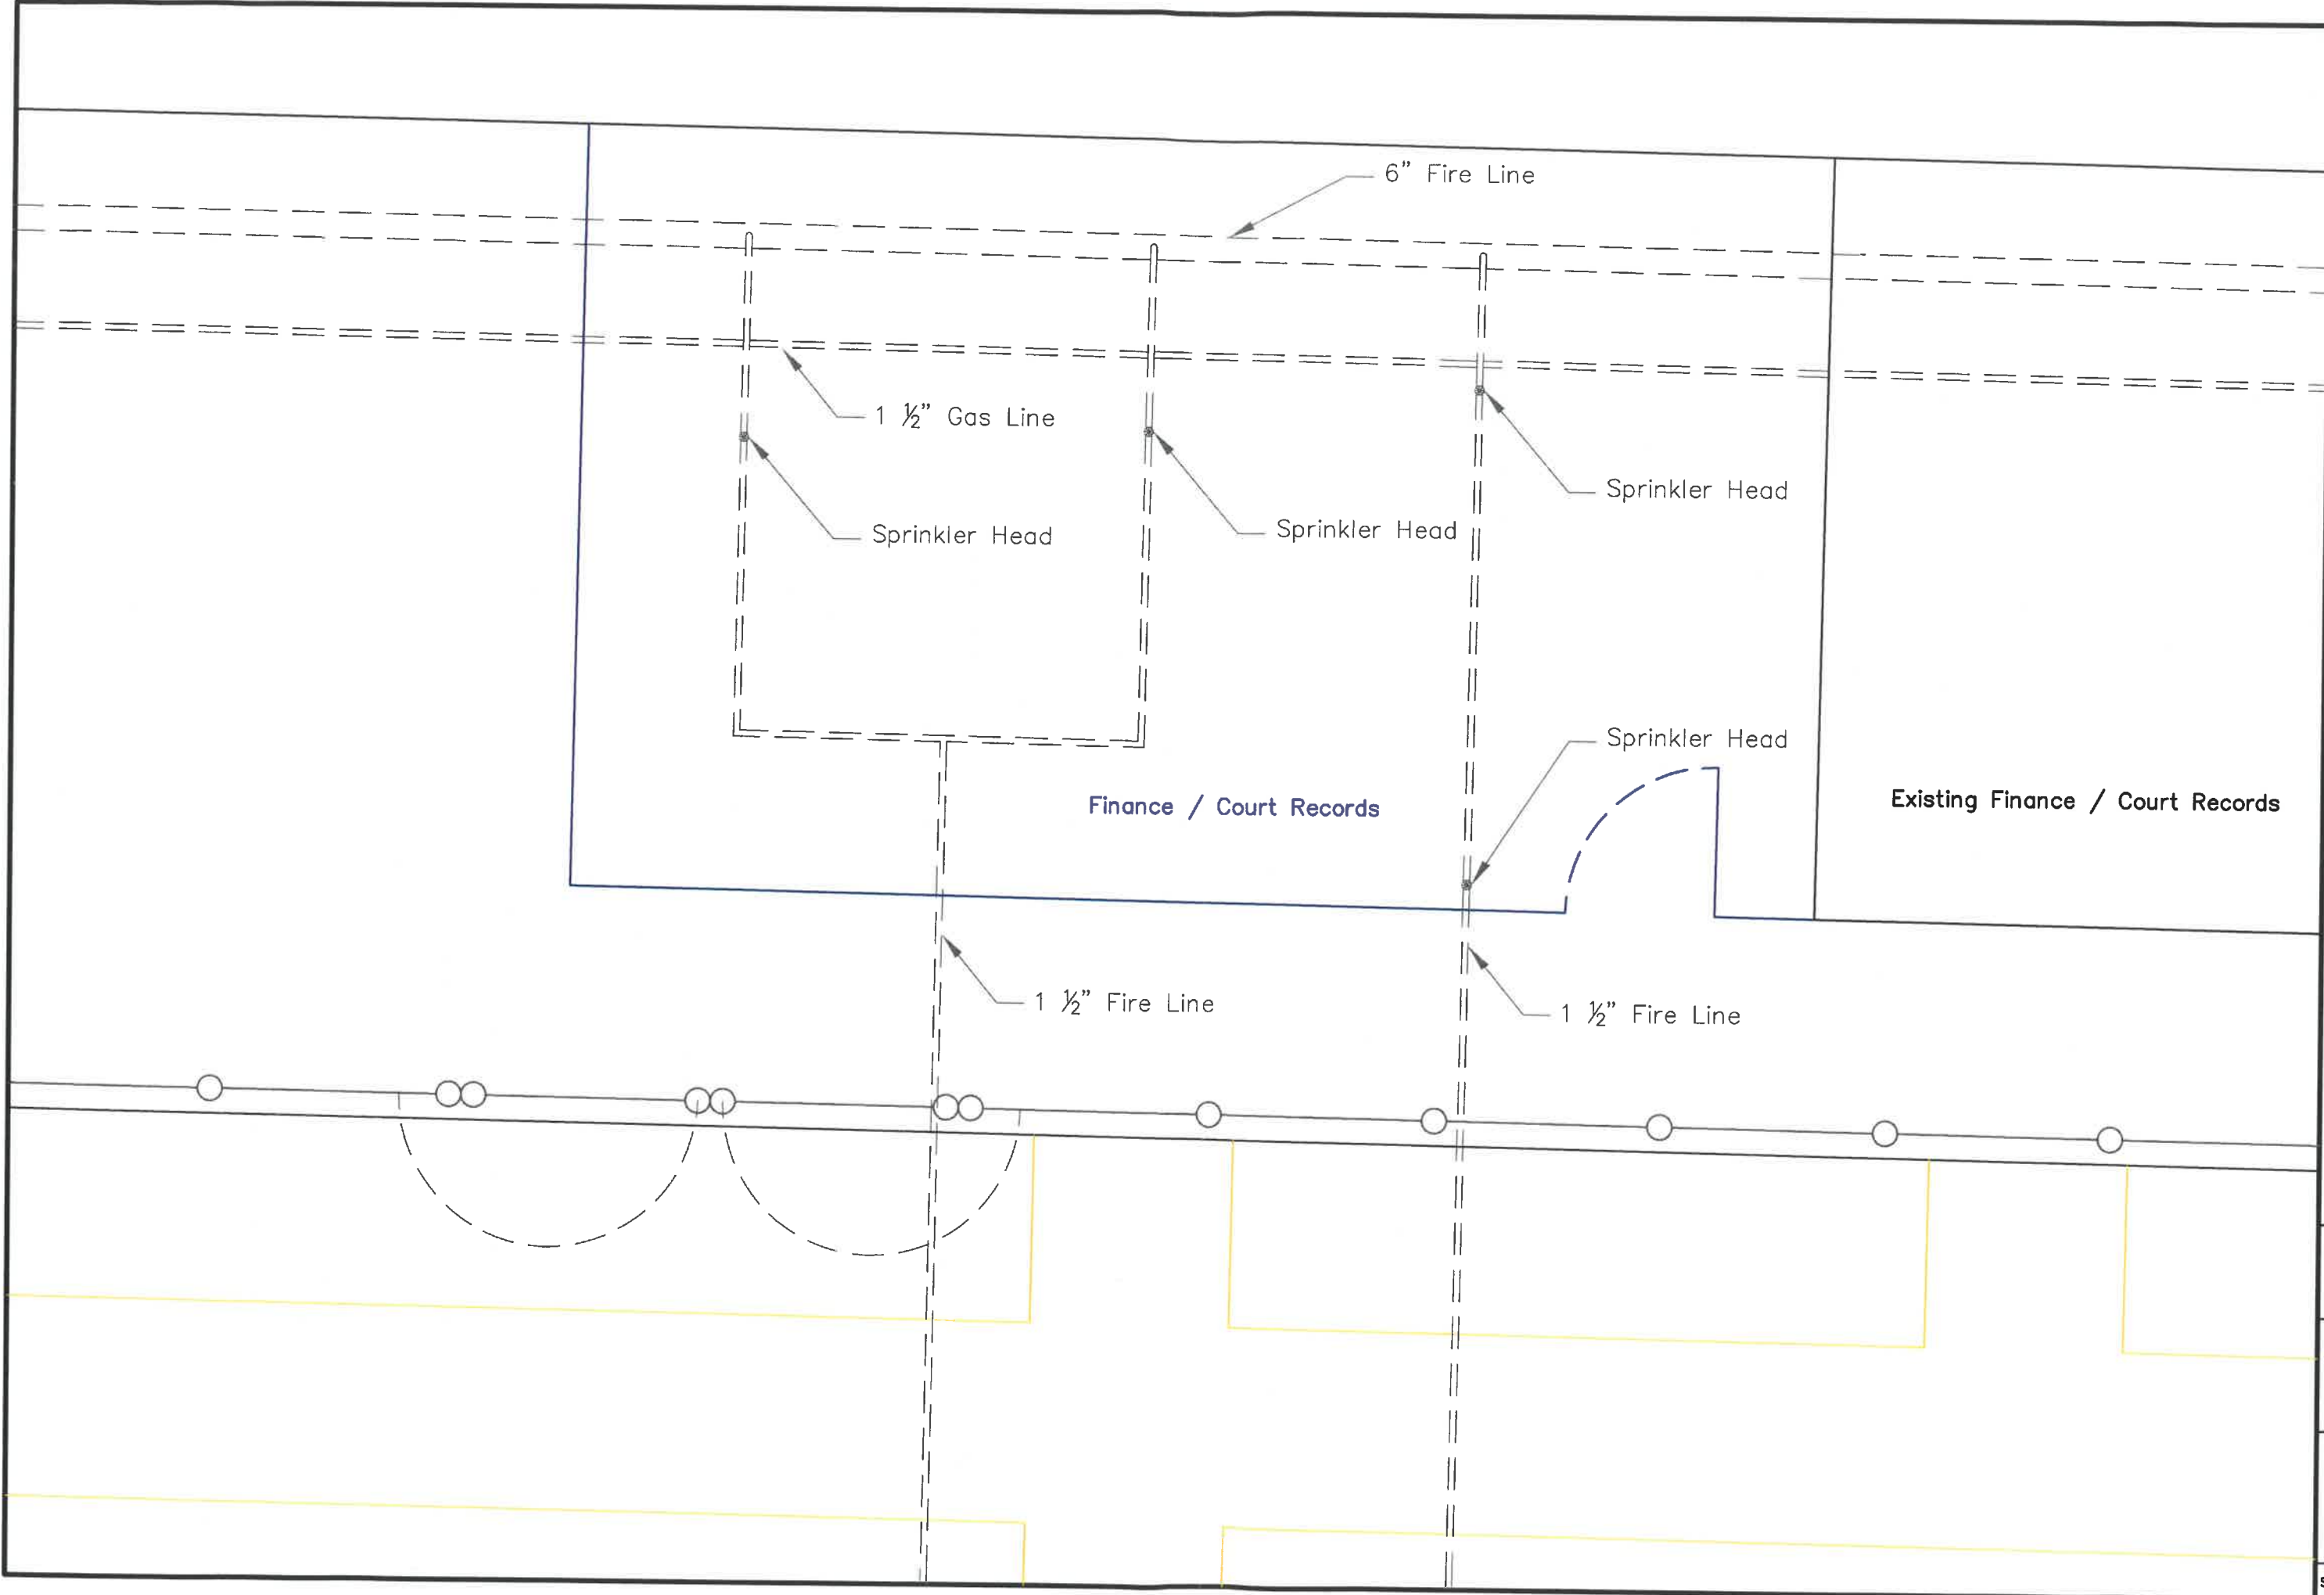 6” Fire Line
1 ½” Gas Line
Sprinkler Head
Sprinkler Head
Sprinkler Head
Sprinkler Head
Finance / Court Records
Existing Finance / Court Records
1 ½” Fire Line
1 ½” Fire Line